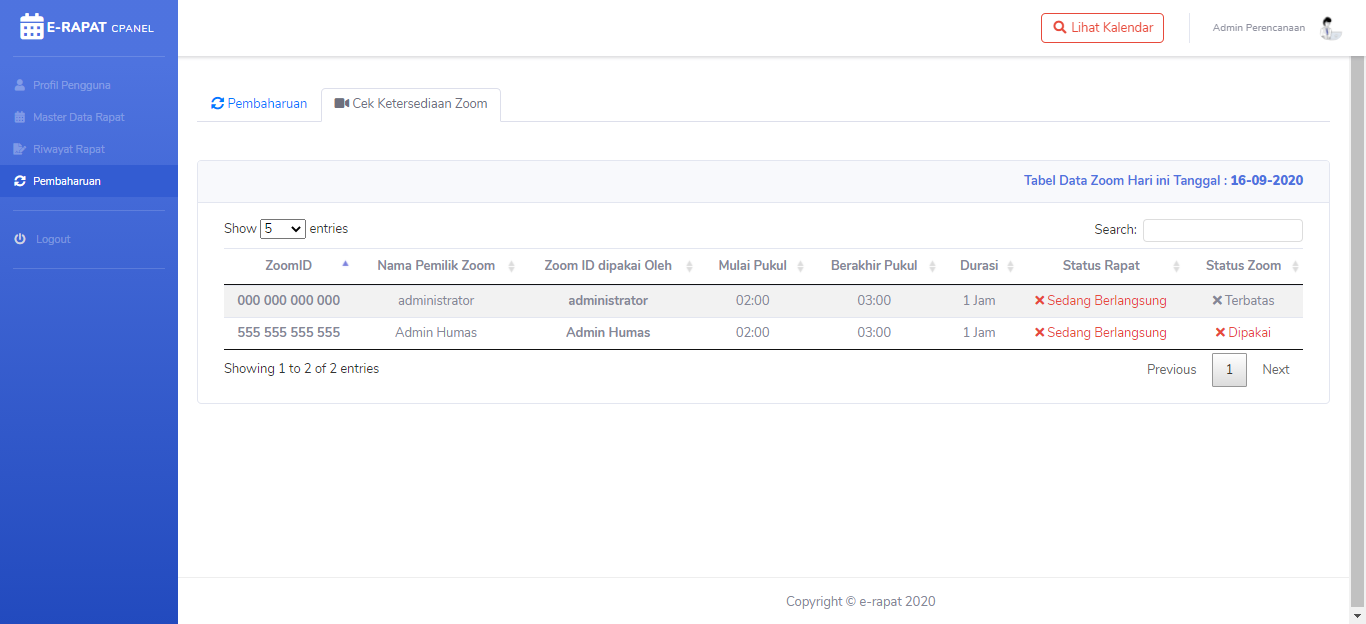 E-RAPAT CPANEL
Lihat Kalendar
Admin Perencanaan
Profil Pengguna
Master Data Rapat
Riwayat Rapat
Pembaharuan
Logout
Pembaharuan
Cek Ketersediaan Zoom
Tabel Data Zoom Hari ini Tanggal : 16-09-2020
Show 5 entries
Search:
ZoomID Nama Pemilik Zoom Zoom ID dipakai Oleh Mulai Pukul Berakhir Pukul Durasi Status Rapat Status Zoom
000 000 000 000 administrator administrator 02:00 03:00 1 Jam Sedang Berlangsung Terbatas
555 555 555 555 Admin Humas Admin Humas 02:00 03:00 1 Jam Sedang Berlangsung Dipakai
Showing 1 to 2 of 2 entries
Previous 1 Next
Copyright © e-rapat 2020